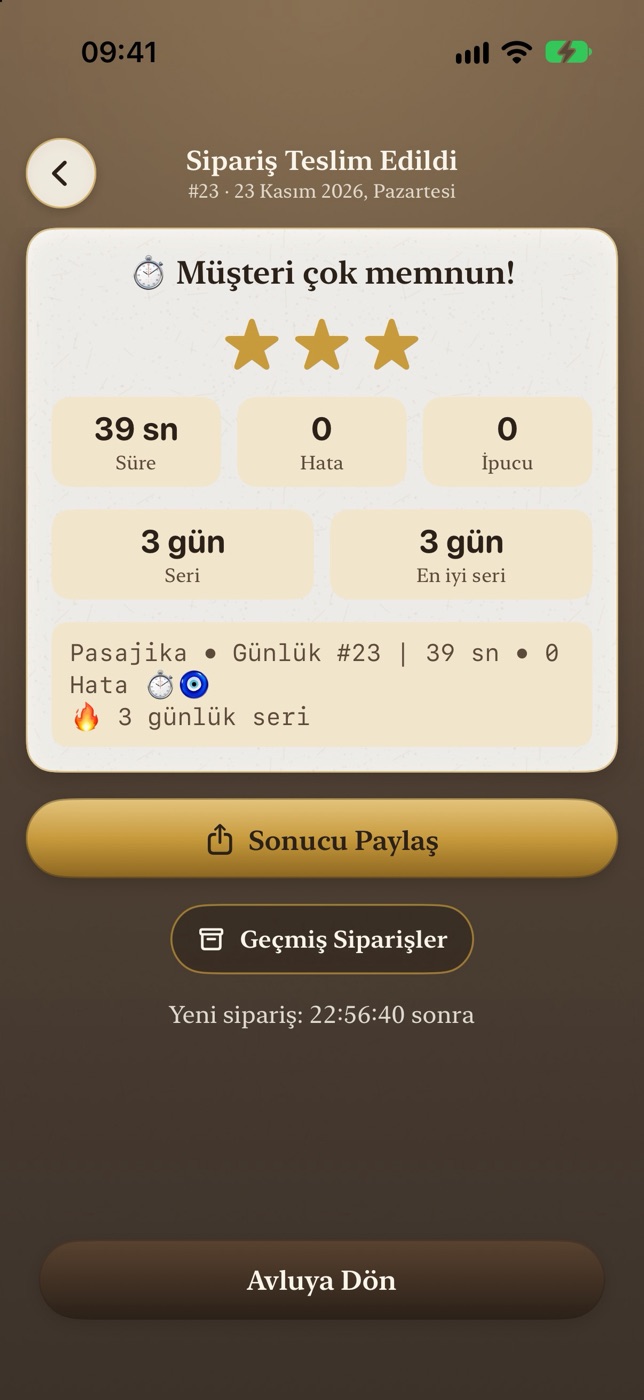 09:41
Sipariş Teslim Edildi
#23 · 23 Kasım 2026, Pazartesi
⏱️ Müşteri çok memnun!
39 sn
Süre
0
Hata
0
İpucu
3 gün
Seri
3 gün
En iyi seri
Pasajika • Günlük #23 | 39 sn • 0
Hata ⏱️🧿
🔥 3 günlük seri
Sonucu Paylaş
Geçmiş Siparişler
Yeni sipariş: 22:56:40 sonra
Avluya Dön